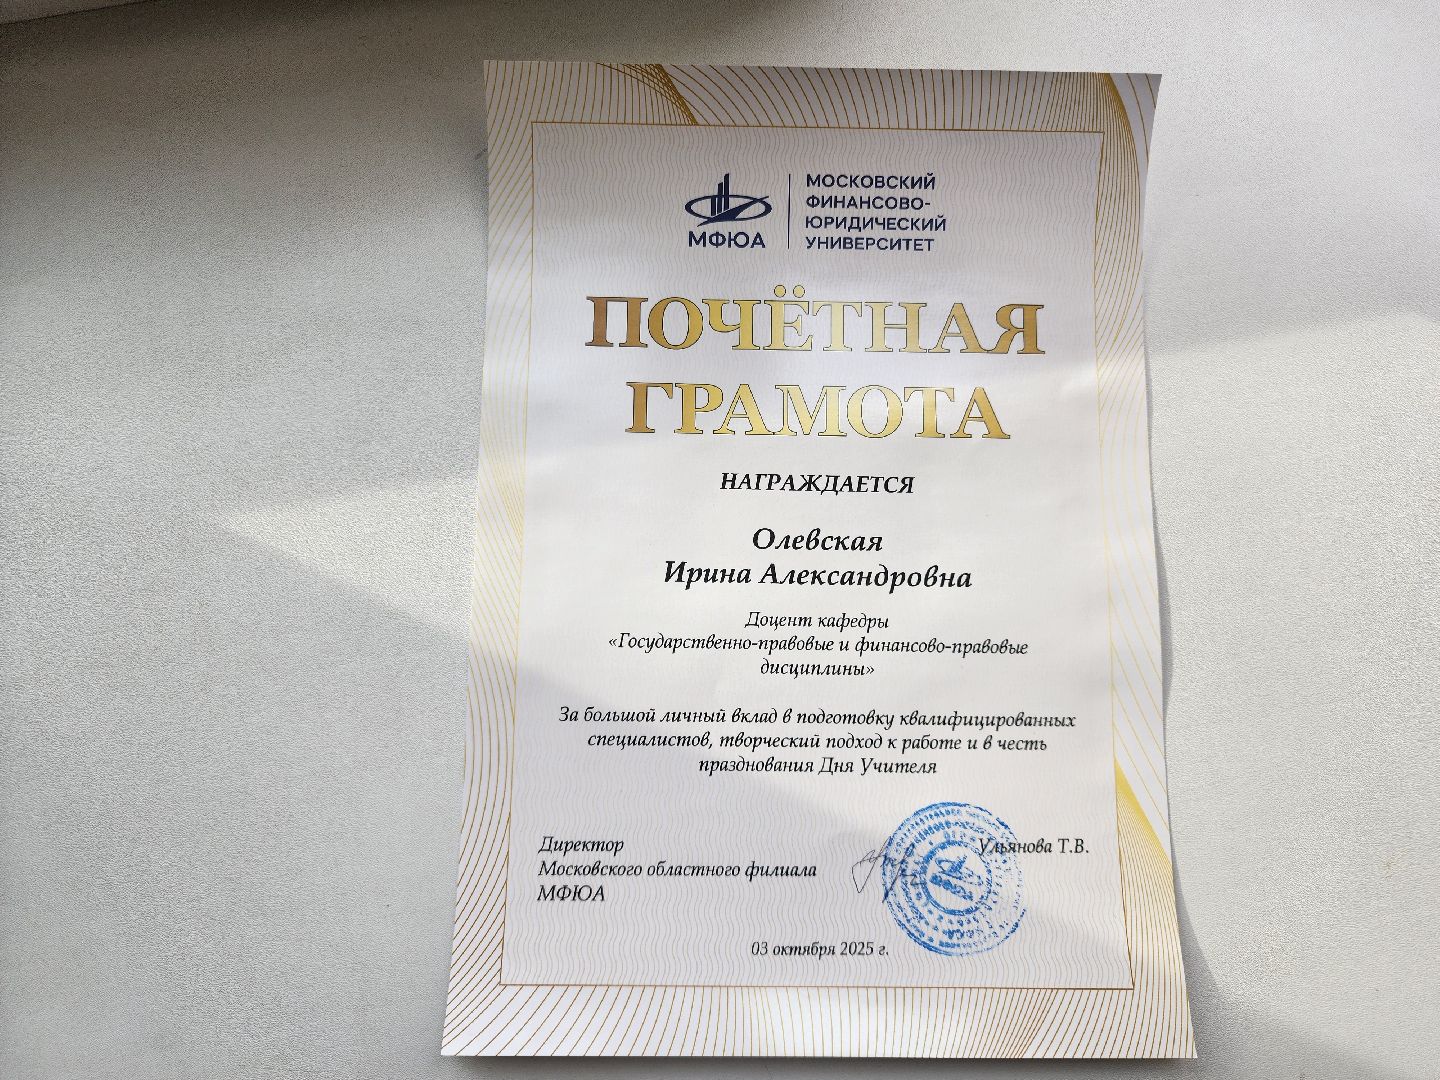 МФЮА
МОСКОВСКИЙ
ФИНАНСОВО-
ЮРИДИЧЕСКИЙ
УНИВЕРСИТЕТ
ПОЧЁТНАЯ
ГРАМОТА
НАГРАЖДАЕТСЯ
Олевская
Ирина Александровна
Доцент кафедры
«Государственно-правовые и финансово-правовые
дисциплины»
За большой личный вклад в подготовку квалифицированных
специалистов, творческий подход к работе и в честь
празднования Дня Учителя
Директор
Московского областного филиала
МФЮА
Ульянова Т.В.
03 октября 2025 г.